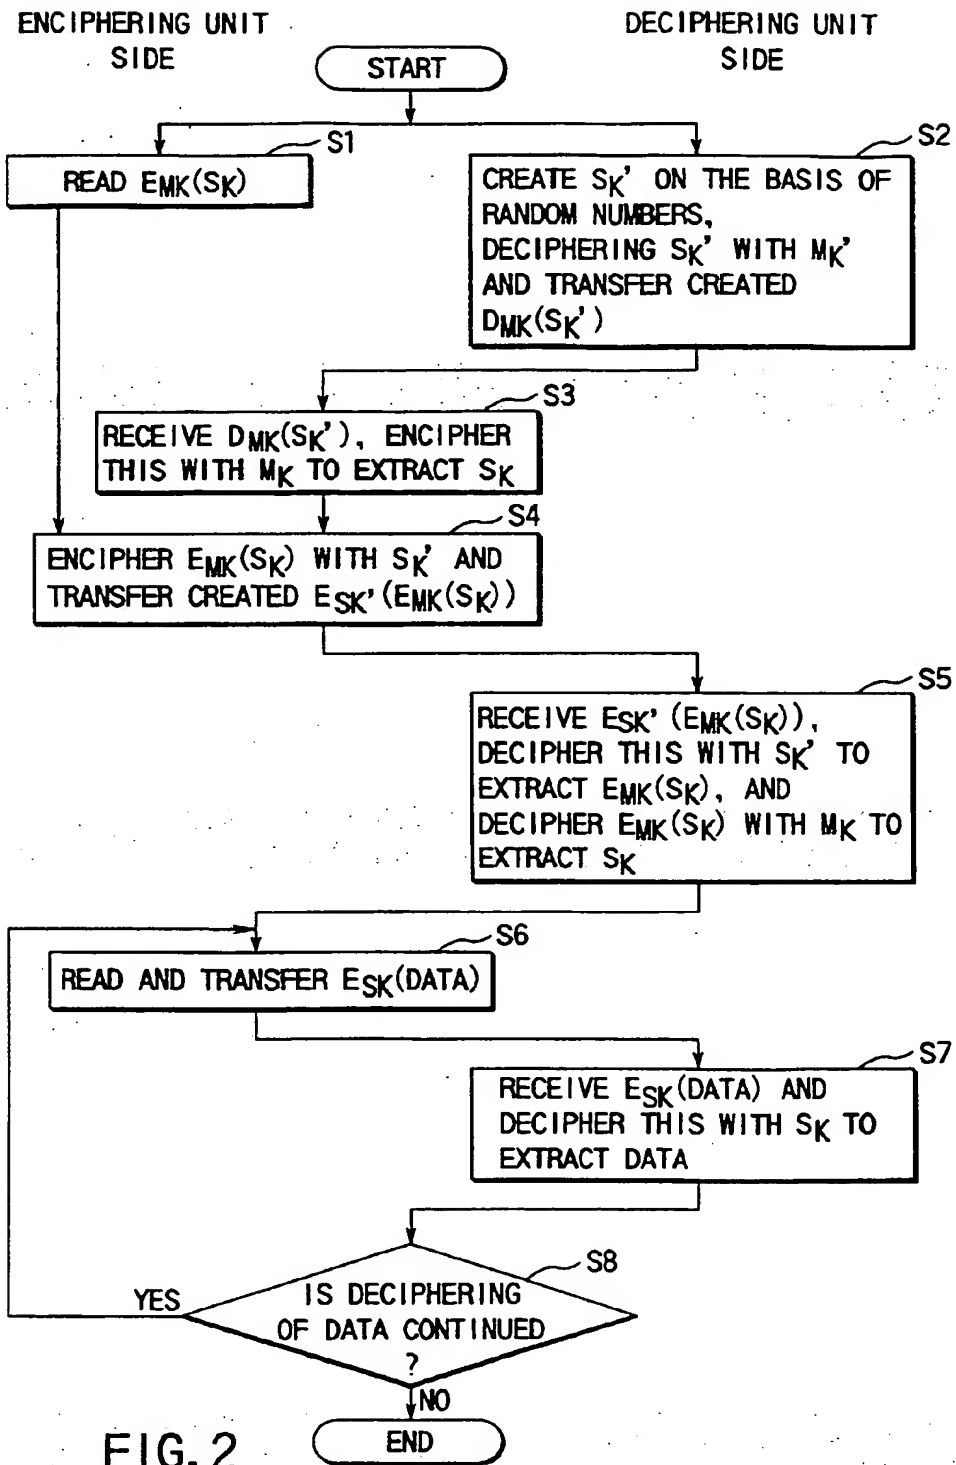 ENCIPHERING UNIT
SIDE
DECIPHERING UNIT
SIDE
START
S1
READ EMK(SK)
S2
CREATE SK' ON THE BASIS OF
RANDOM NUMBERS,
DECIPHERING SK' WITH MK'
AND TRANSFER CREATED
DMK(SK')
S3
RECEIVE DMK(SK'), ENCIPHER
THIS WITH MK TO EXTRACT SK
S4
ENCIPHER EMK(SK) WITH SK' AND
TRANSFER CREATED ESK'(EMK(SK))
S5
RECEIVE ESK'(EMK(SK)),
DECIPHER THIS WITH SK' TO
EXTRACT EMK(SK), AND
DECIPHER EMK(SK) WITH MK TO
EXTRACT SK
S6
READ AND TRANSFER ESK(DATA)
S7
RECEIVE ESK(DATA) AND
DECIPHER THIS WITH SK TO
EXTRACT DATA
S8
IS DECIPHERING
OF DATA CONTINUED
?
YES
NO
END
FIG. 2